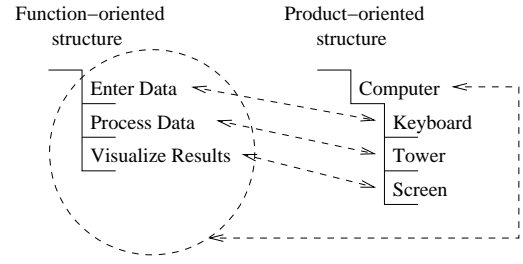 Function-oriented
structure
Product-oriented
structure
Enter Data
Computer
Process Data
Keyboard
Visualize Results
Tower
Screen